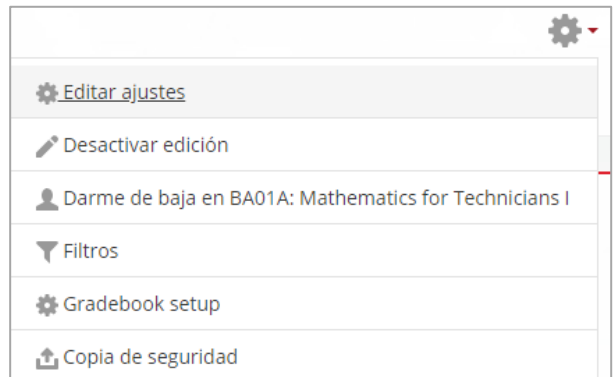 Editar ajustes
Desactivar edición
Darme de baja en BA01A: Mathematics for Technicians I
Filtros
Gradebook setup
Copia de seguridad